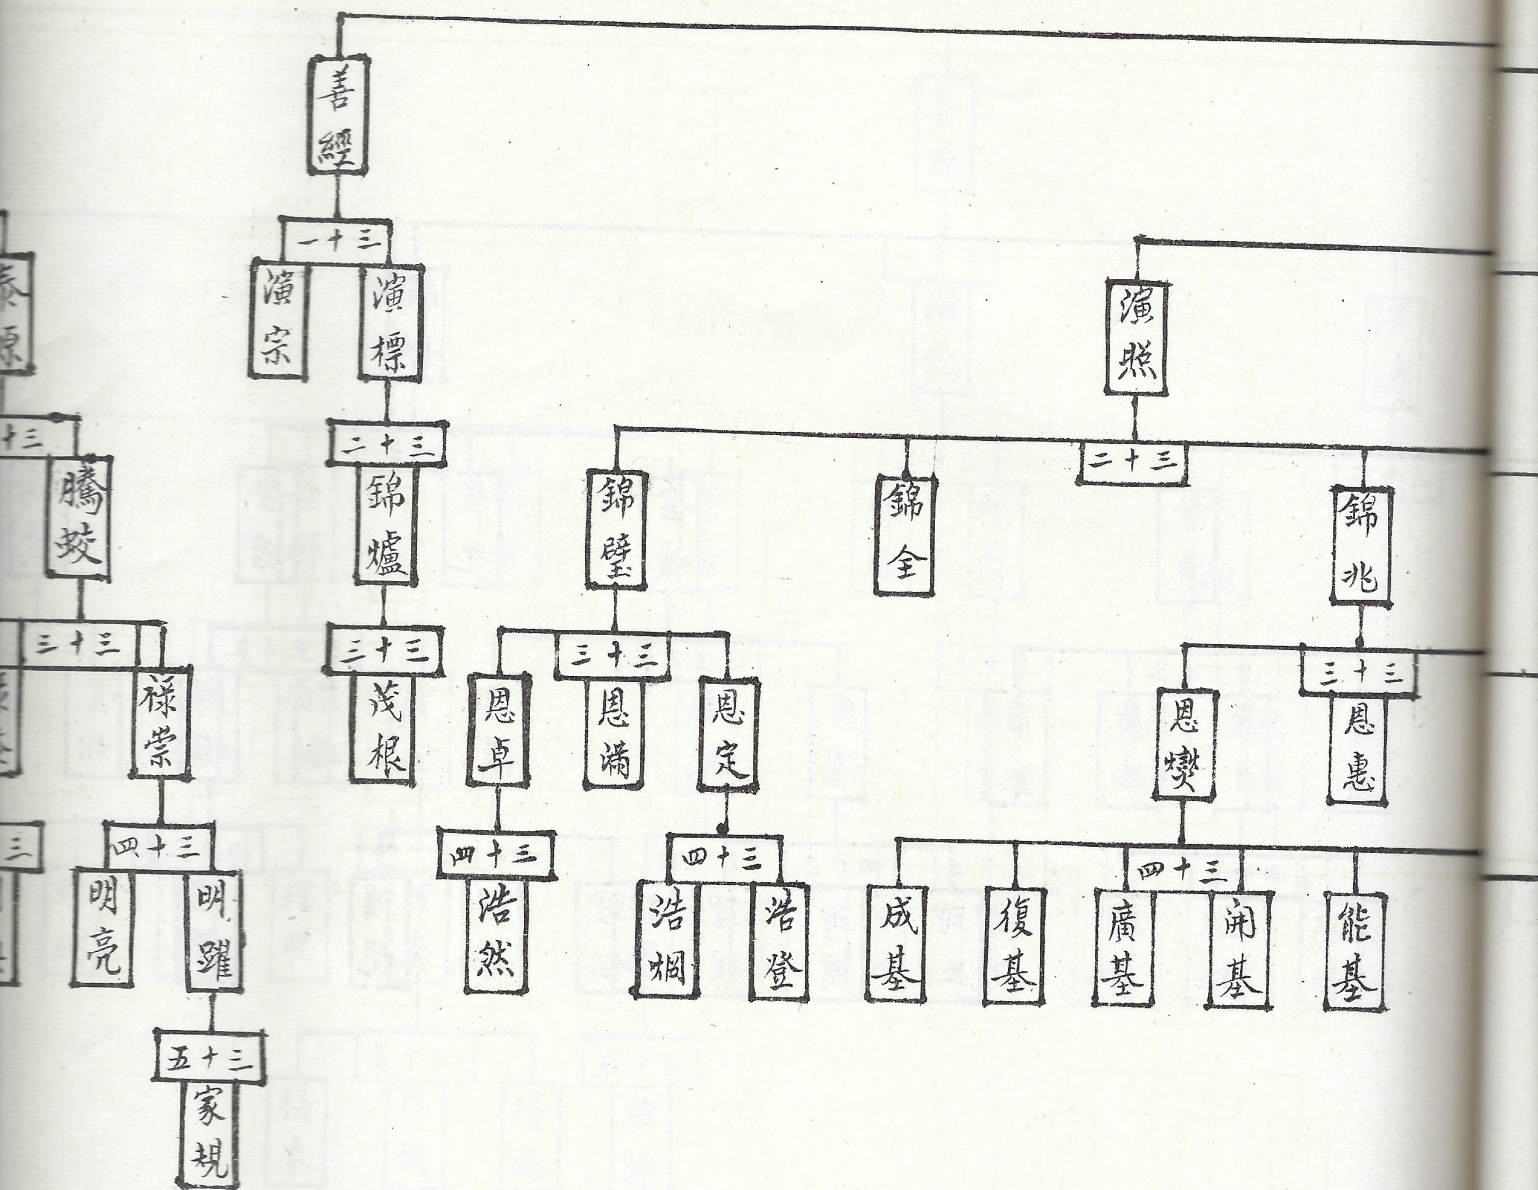 善經
一十三
演宗
演標
演照
二十三
二十三
十三
騰蛟
錦爐
錦璧
錦全
錦兆
三十三
三十三
三十三
三十三
祿崇
茂根
恩卓
恩滿
恩定
恩爕
恩惠
四十三
四十三
四十三
四十三
三
明亮
明躍
浩然
浩
浩登
成基
復基
廣基
開基
能基
五十三
家規